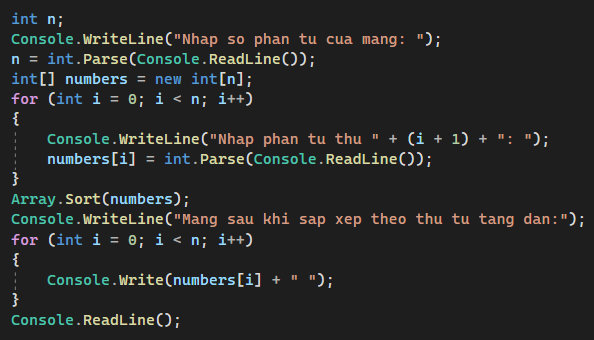 int n;
Console.WriteLine("Nhap so phan tu cua mang: ");
n = int.Parse(Console.ReadLine());
int[] numbers = new int[n];
for (int i = 0; i < n; i++)
{
    Console.WriteLine("Nhap phan tu thu " + (i + 1) + ": ");
    numbers[i] = int.Parse(Console.ReadLine());
}
Array.Sort(numbers);
Console.WriteLine("Mang sau khi sap xep theo thu tu tang dan:");
for (int i = 0; i < n; i++)
{
    Console.Write(numbers[i] + " ");
}
Console.ReadLine();